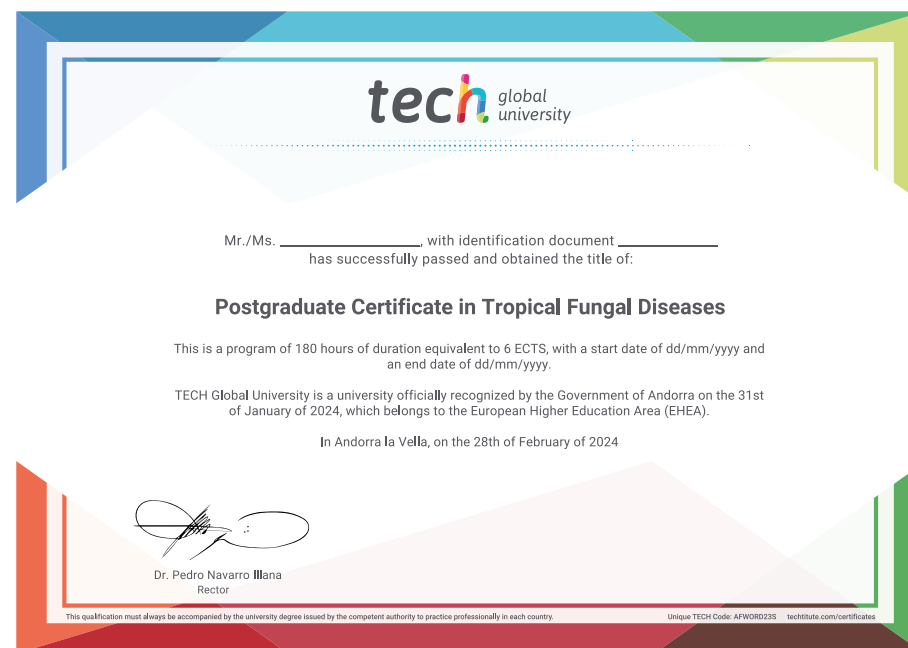 tech global
university
Mr./Ms. ____________, with identification document ____________
has successfully passed and obtained the title of:
Postgraduate Certificate in Tropical Fungal Diseases
This is a program of 180 hours of duration equivalent to 6 ECTS, with a start date of dd/mm/yyyy and
an end date of dd/mm/yyyy.
TECH Global University is a university officially recognized by the Government of Andorra on the 31st
of January of 2024, which belongs to the European Higher Education Area (EHEA).
In Andorra la Vella, on the 28th of February of 2024
Dr. Pedro Navarro Illana
Rector
This qualification must always be accompanied by the university degree issued by the competent authority to practice professionally in each country.
Unique TECH Code: AFWORD23S techtitute.com/certificates